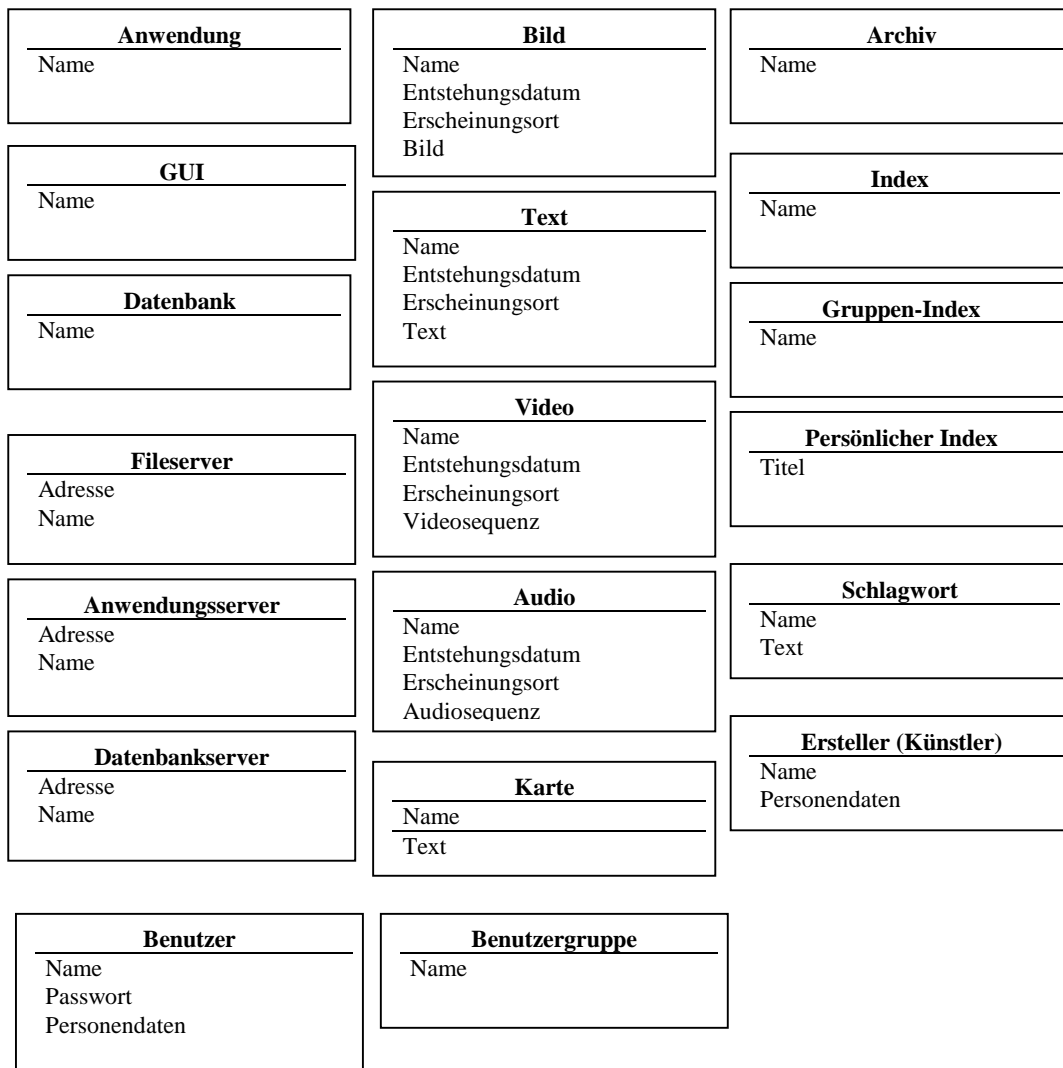 Anwendung
Name
GUI
Name
Datenbank
Name
Fileserver
Adresse
Name
Anwendungsserver
Adresse
Name
Datenbankserver
Adresse
Name
Bild
Name
Entstehungsdatum
Erscheinungsort
Bild
Text
Name
Entstehungsdatum
Erscheinungsort
Text
Video
Name
Entstehungsdatum
Erscheinungsort
Videosequenz
Audio
Name
Entstehungsdatum
Erscheinungsort
Audiosequenz
Karte
Name
Text
Archiv
Name
Index
Name
Gruppen-Index
Name
Persönlicher Index
Titel
Schlagwort
Name
Text
Ersteller (Künstler)
Name
Personendaten
Benutzer
Name
Passwort
Personendaten
Benutzergruppe
Name